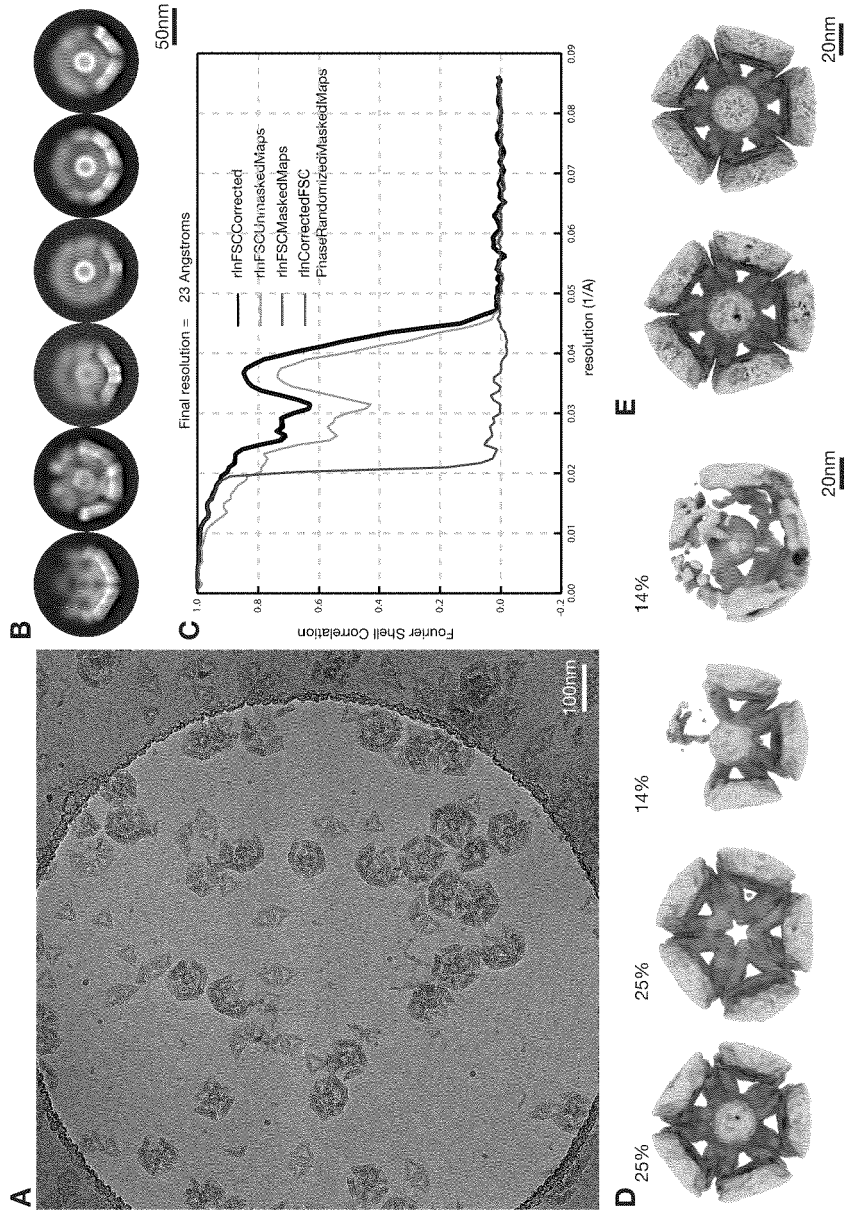 A
100nm
B
50nm
C
Final resolution = 23 Angstroms
rlnFSCCorrected
rlnFSCUnmaskedMaps
rlnFSCMaskedMaps
rlnCorrectedFSC
PhaseRandomizedMaskedMaps
Fourier Shell Correlation
1.0
0.8
0.6
0.4
0.2
0.0
-0.2
0.00
0.01
0.02
0.03
0.04
0.05
0.06
0.07
0.08
0.09
resolution (1/A)
D
25%
25%
14%
14%
20nm
E
20nm